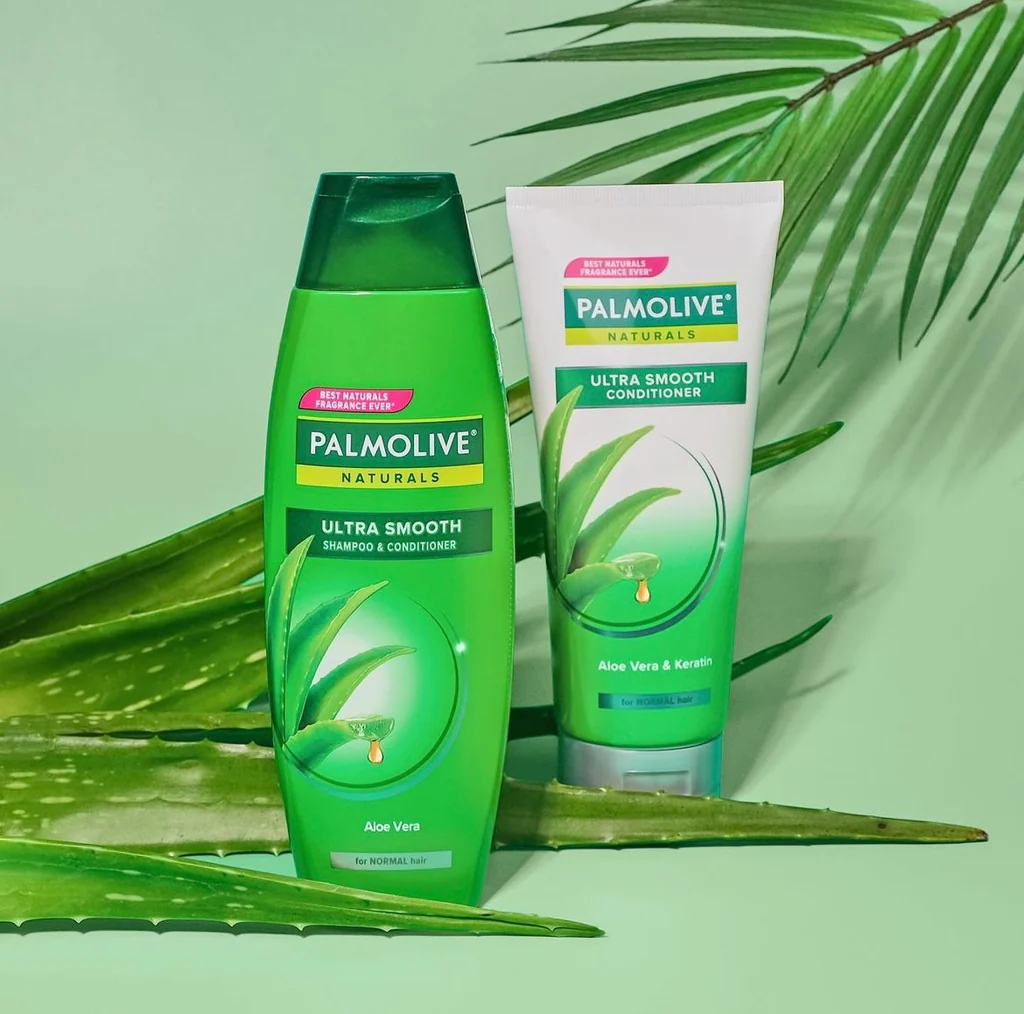 BEST NATURALS
FRAGRANCE EVER*
PALMOLIVE®
NATURALS
ULTRA SMOOTH
SHAMPOO & CONDITIONER
Aloe Vera
for NORMAL hair
BEST NATURALS
FRAGRANCE EVER*
PALMOLIVE®
NATURALS
ULTRA SMOOTH
CONDITIONER
Aloe Vera & Keratin
for NORMAL hair